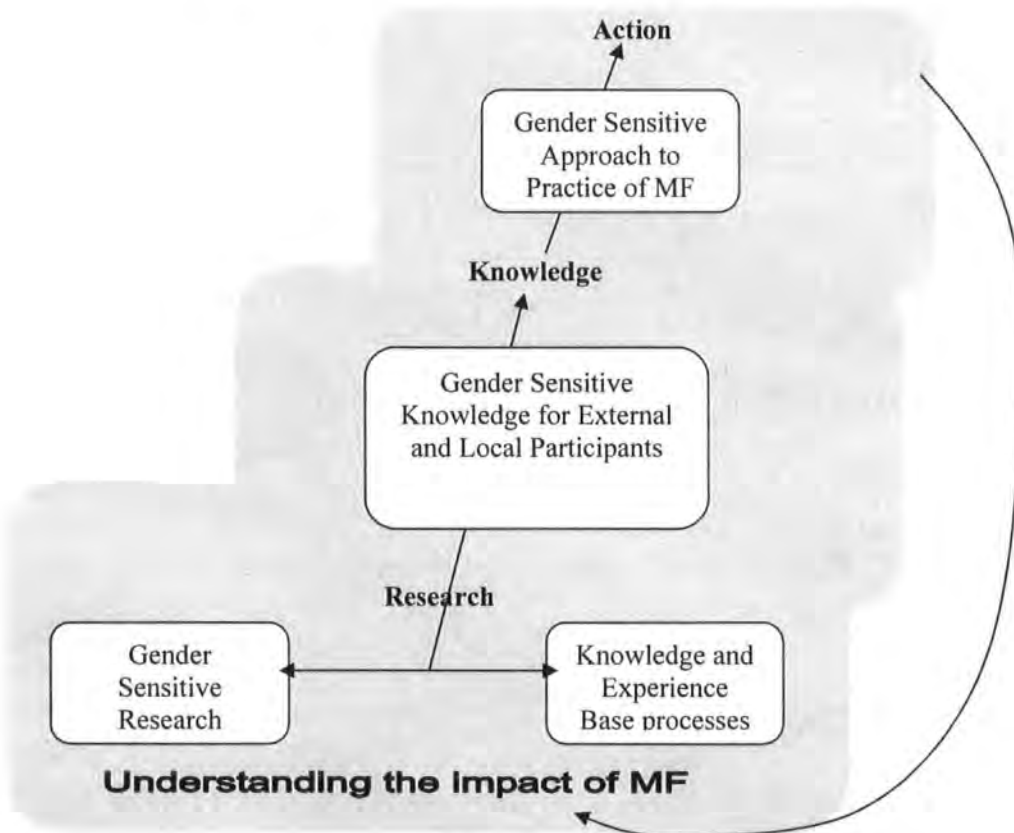 Action
Gender Sensitive
Approach to
Practice of MF
Knowledge
Gender Sensitive
Knowledge for External
and Local Participants
Research
Gender
Sensitive
Research
Knowledge and
Experience
Base processes
Understanding the Impact of MF